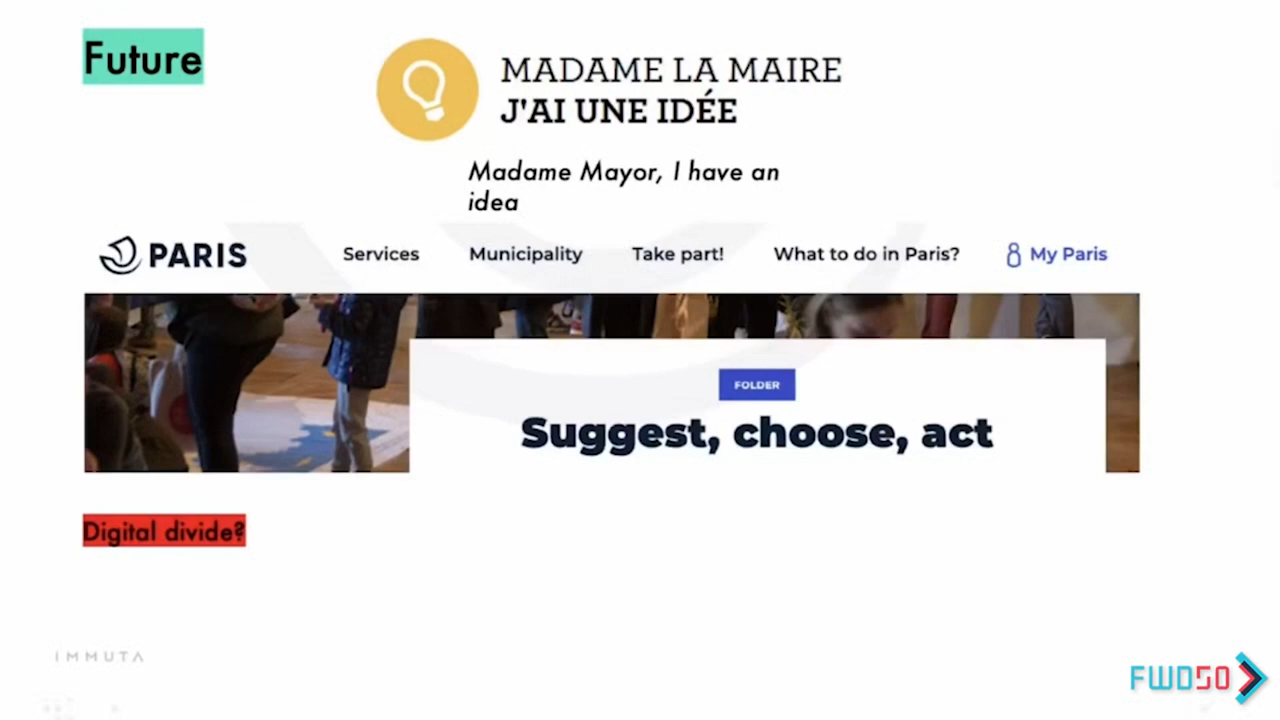 Future
MADAME LA MAIRE
J'AI UNE IDÉE
Madame Mayor, I have an
idea
PARIS
Services
Municipality
Take part!
What to do in Paris?
My Paris
FOLDER
Suggest, choose, act
Digital divide?
IMMUTA
FWD50